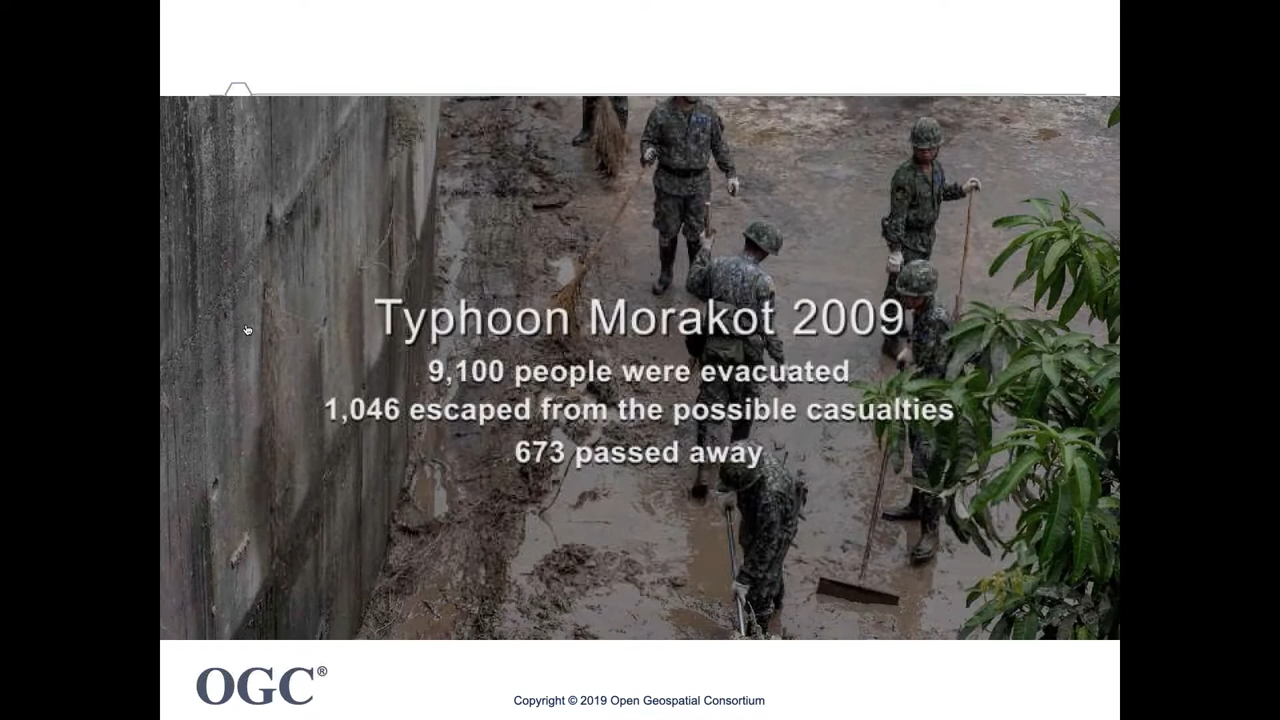 Typhoon Morakot 2009
9,100 people were evacuated
1,046 escaped from the possible casualties
673 passed away
OGC®
Copyright © 2019 Open Geospatial Consortium